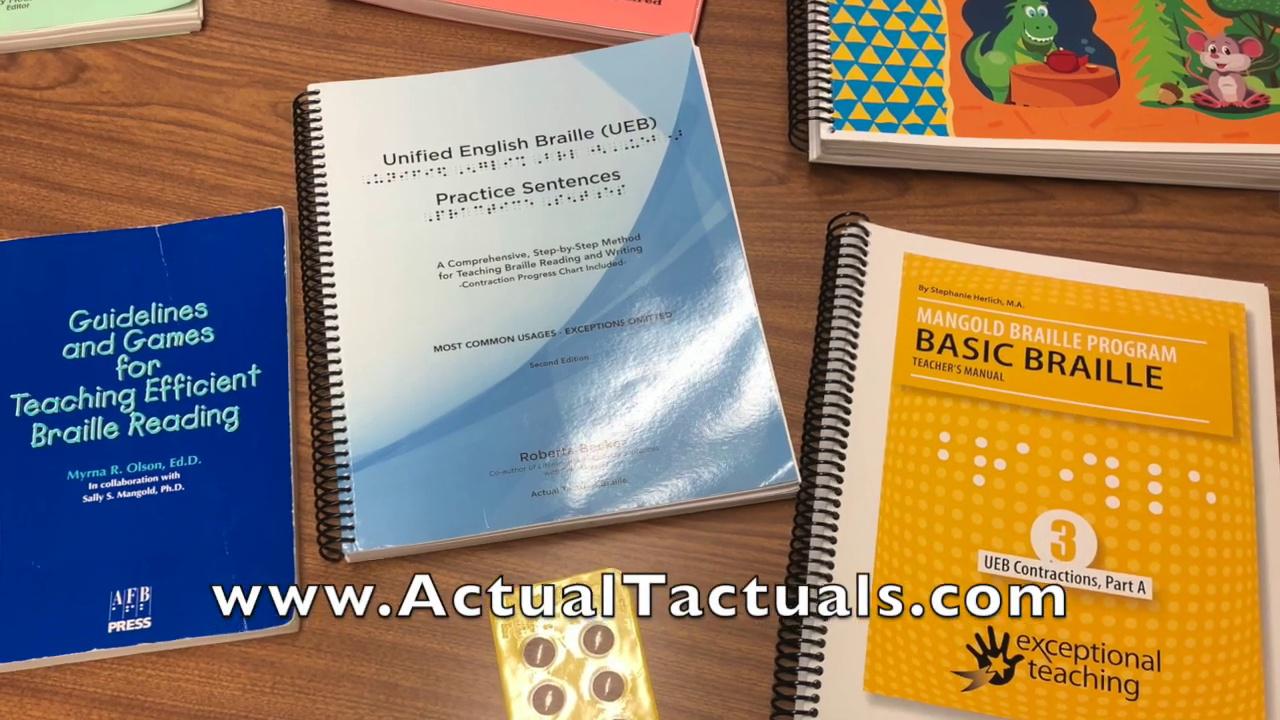 Editor
Unified English Braille (UEB)
Practice Sentences
A Comprehensive, Step-by-Step Method
for Teaching Braille Reading and Writing
-Contraction Progress Chart Included-
MOST COMMON USAGES - EXCEPTIONS OMITTED
Second Edition
Roberta Becker
Co-author of
Guidelines
and Games
for
Teaching Efficient
Braille Reading
Myrna R. Olson, Ed.D.
In collaboration with
Sally S. Mangold, Ph.D.
AFB
PRESS
By Stephanie Herlich, M.A.
MANGOLD BRAILLE PROGRAM
BASIC BRAILLE
TEACHER'S MANUAL
3
UEB Contractions, Part A
exceptional
teaching
www.ActualTactuals.com